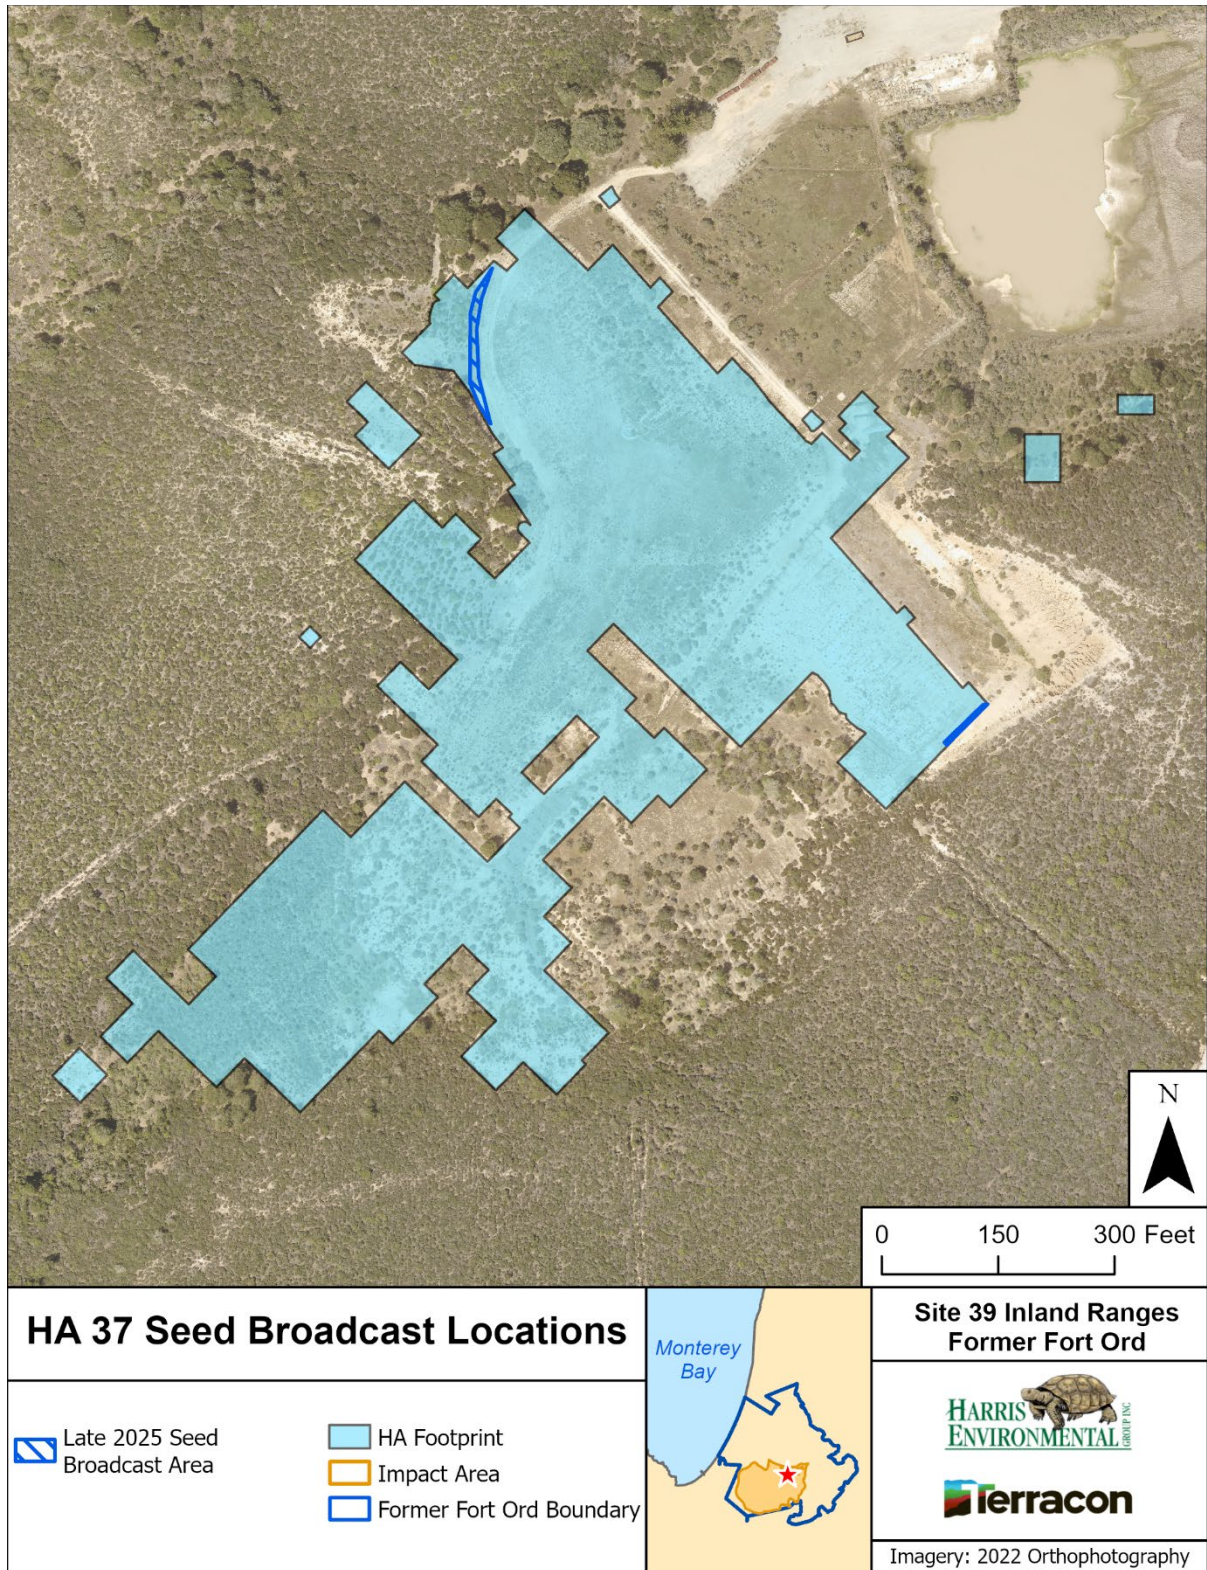 N
0 150 300 Feet
HA 37 Seed Broadcast Locations
Late 2025 Seed
Broadcast Area
HA Footprint
Impact Area
Former Fort Ord Boundary
Monterey
Bay
Site 39 Inland Ranges
Former Fort Ord
HARRIS
ENVIRONMENTAL
GROUP INC
Terracon
Imagery: 2022 Orthophotography